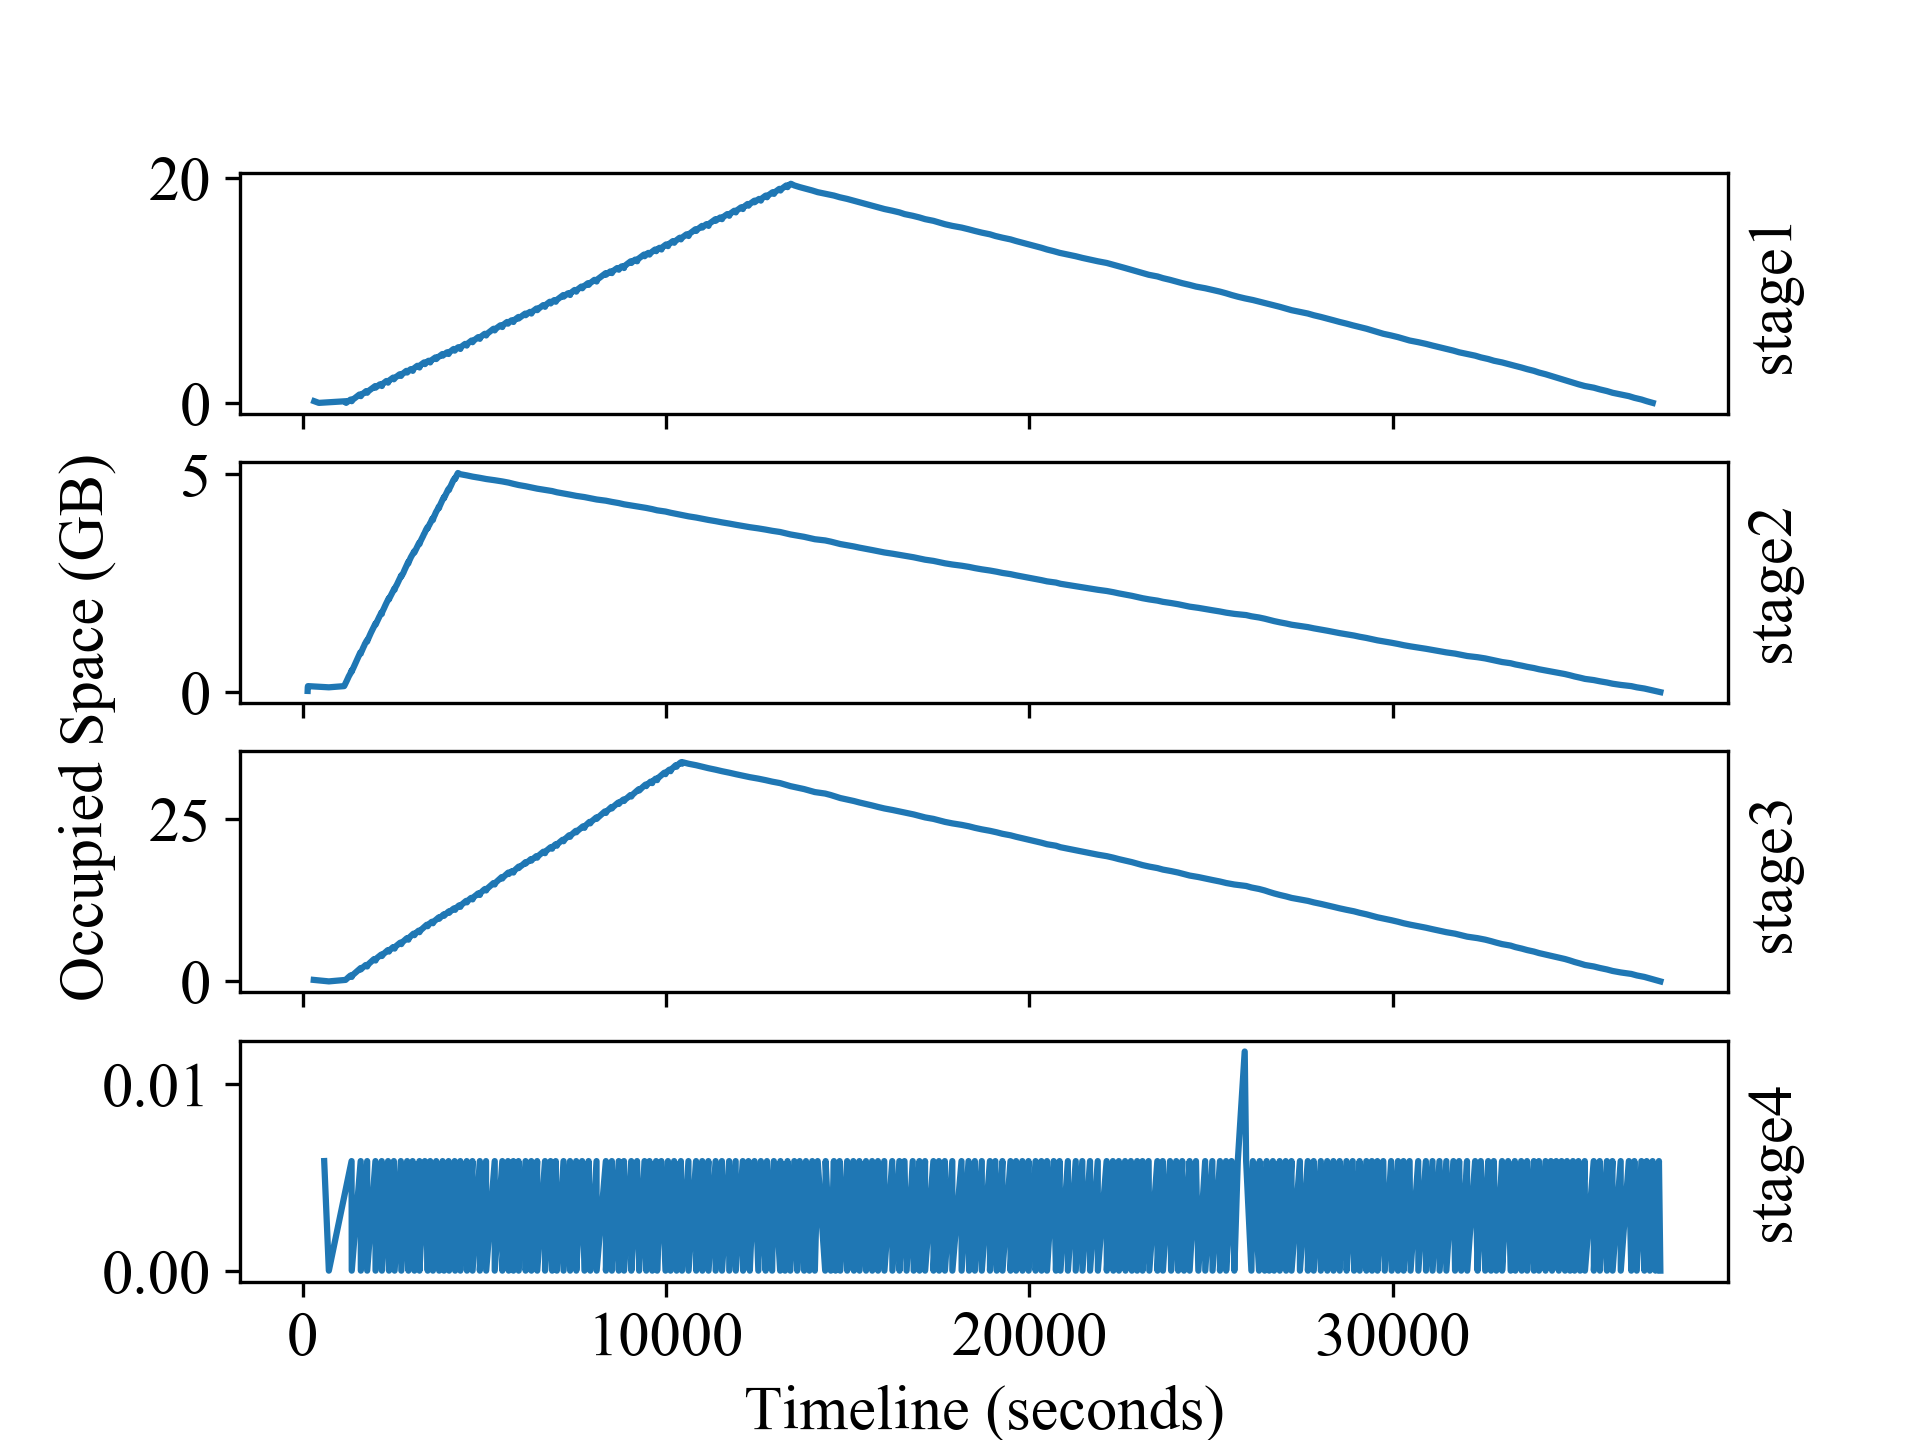 20
0
stage1
5
0
stage2
25
0
stage3
0.01
0.00
stage4
0 10000 20000 30000
Timeline (seconds)
Occupied Space (GB)